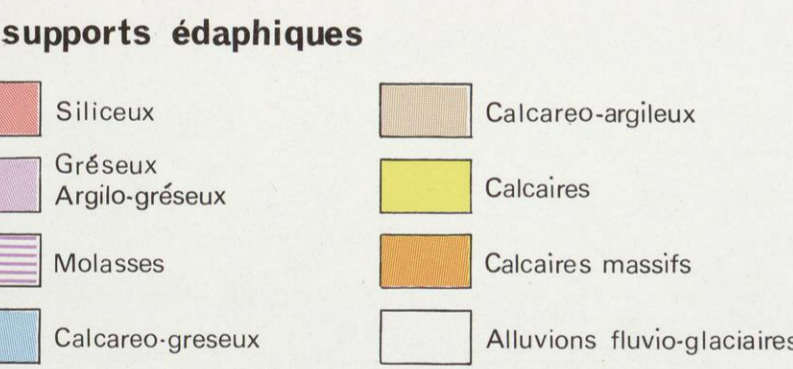 supports édaphiques
Siliceux
Gréseux
Argilo-gréseux
Molasses
Calcareo-greseux
Calcareo-argileux
Calcaires
Calcaires massifs
Alluvions fluvio-glaciaires